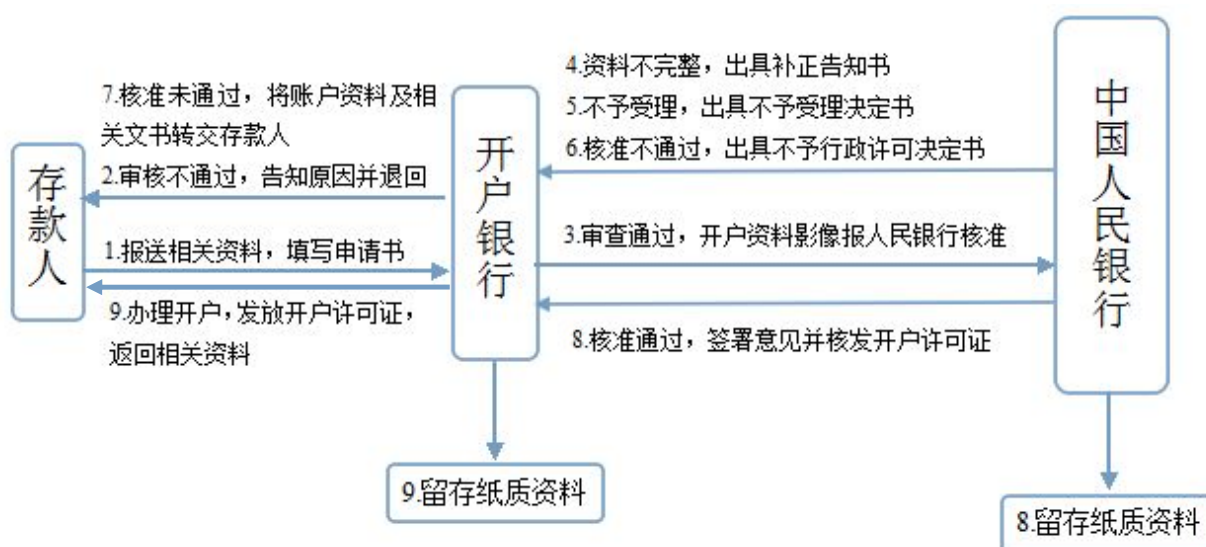 4.资料不完整，出具补正告知书
7.核准未通过，将账户资料及相
关文书转交存款人
5.不予受理，出具不予受理决定书
6.核准不通过，出具不予行政许可决定书
2.审核不通过，告知原因并退回
存款人
开户银行
中国人民银行
3.审查通过，开户资料影像报人民银行核准
1.报送相关资料，填写申请书
9.办理开户，发放开户许可证，
返回相关资料
8.核准通过，签署意见并核发开户许可证
9.留存纸质资料
8.留存纸质资料